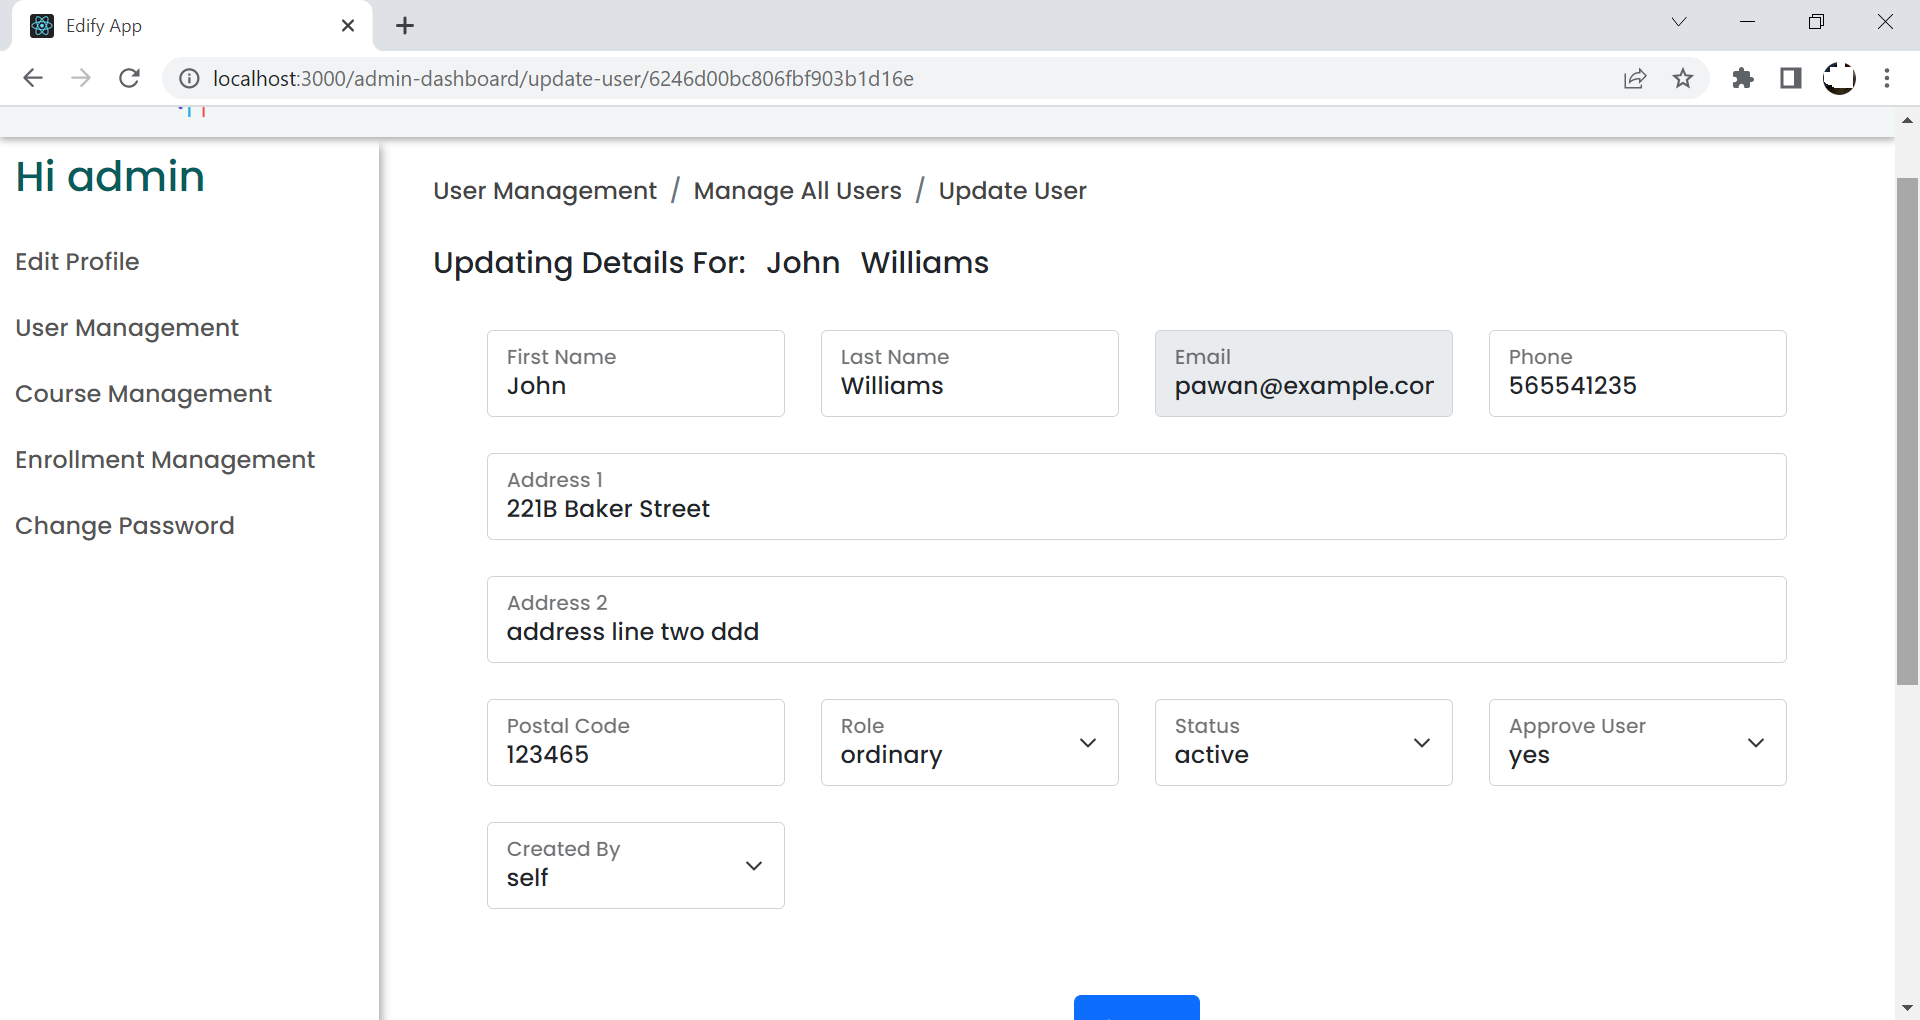 Edify App
localhost:3000/admin-dashboard/update-user/6246d00bc806fbf903b1d16e
Hi admin
Edit Profile
User Management
Course Management
Enrollment Management
Change Password
User Management / Manage All Users / Update User
Updating Details For: John Williams
First Name
John
Last Name
Williams
Email
pawan@example.cor
Phone
565541235
Address 1
221B Baker Street
Address 2
address line two ddd
Postal Code
123465
Role
ordinary
Status
active
Approve User
yes
Created By
self